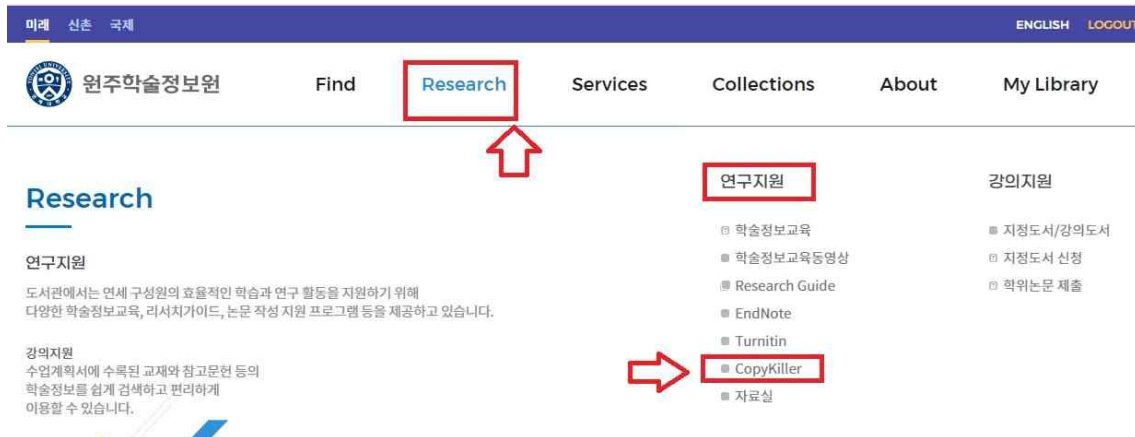 미래 신촌 국제 ENGLISH LOGOUT
원주학술정보원 Find Research Services Collections About My Library
Research
연구지원
도서관에서는 연세 구성원의 효율적인 학습과 연구 활동을 지원하기 위해
다양한 학술정보교육, 리서치가이드, 논문 작성 지원 프로그램 등을 제공하고 있습니다.
강의지원
수업계획서에 수록된 교재와 참고문헌 등의
학술정보를 쉽게 검색하고 편리하게
이용할 수 있습니다.
연구지원
학술정보교육
학술정보교육동영상
Research Guide
EndNote
Turnitin
CopyKiller
자료실
강의지원
지정도서/강의도서
지정도서 신청
학위논문 제출